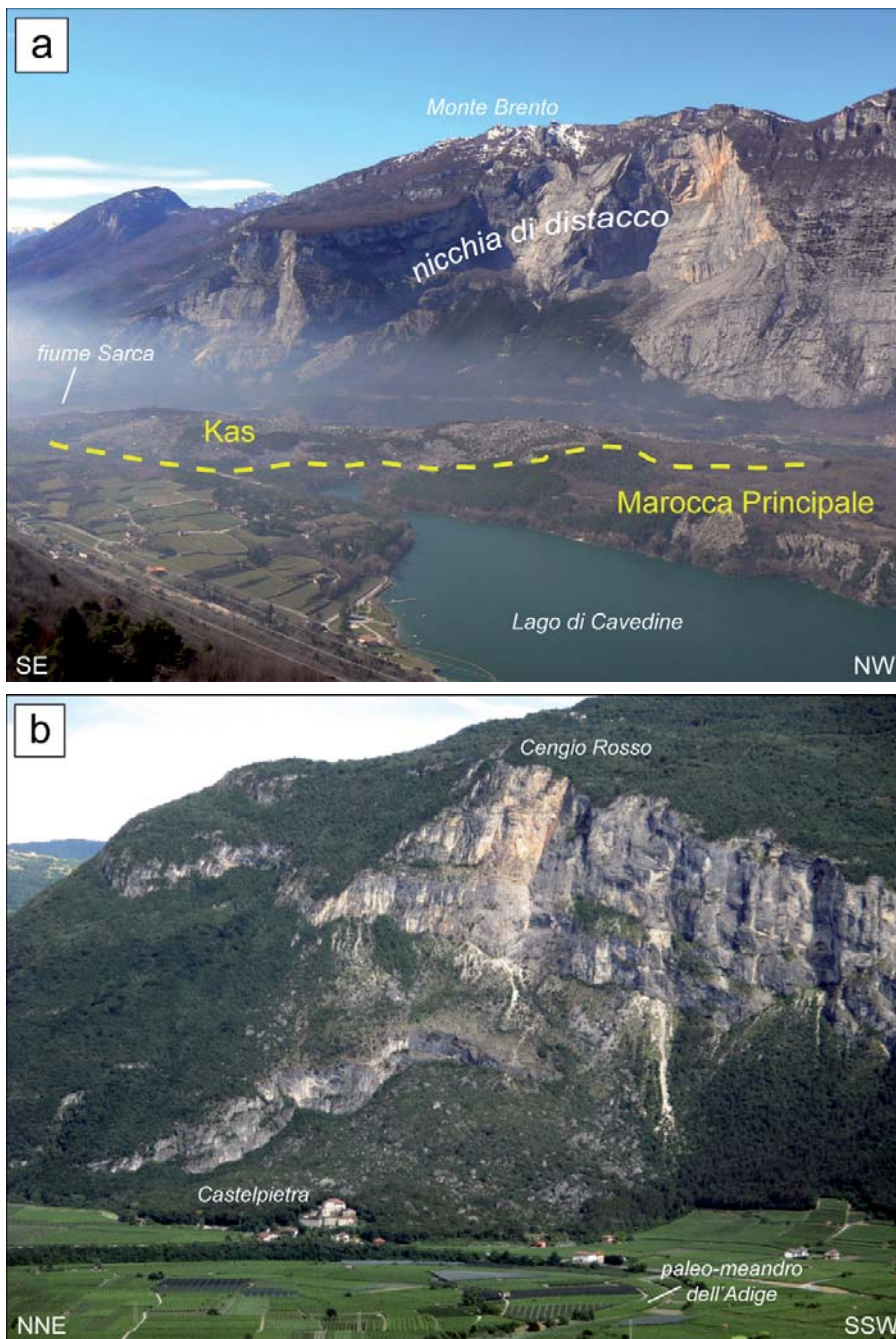 a
Monte Brento
nicchia di distacco
fiume Sarca
Kas
Marocca Principale
Lago di Cavedine
SE
NW
b
Cengio Rosso
Castelpietra
paleo-meandro
dell'Adige
NNE
SSW